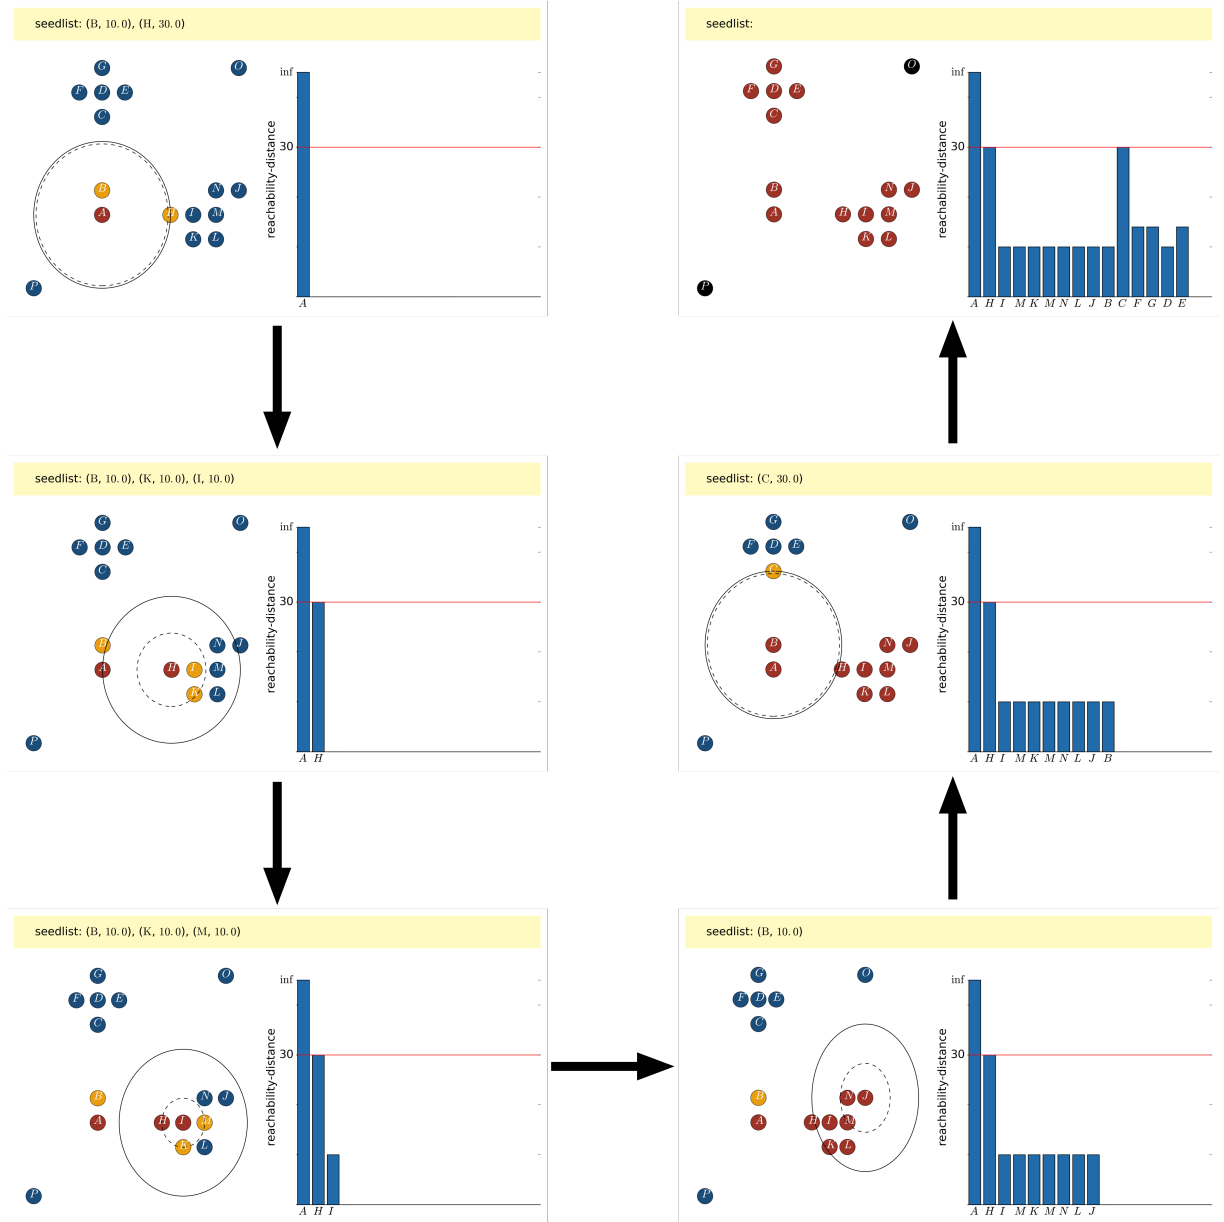 seedlist: (B, 10.0), (H, 30.0)
G O
F D E
C
B N J
A H I M
K L
P
inf
30
reachability-distance
A
seedlist:
G O
F D E
C
B N J
A H I M
K L
P
inf
30
reachability-distance
A H I M K M N L J B C F G D E
seedlist: (B, 10.0), (K, 10.0), (I, 10.0)
G O
F D E
C
B N J
A H I M
K L
P
inf
30
reachability-distance
A H
seedlist: (C, 30.0)
G O
F D E
C
B N J
A H I M
K L
P
inf
30
reachability-distance
A H I M K M N L J B
seedlist: (B, 10.0), (K, 10.0), (M, 10.0)
G O
F D E
C
B N J
A H I M
K L
P
inf
30
reachability-distance
A H I
seedlist: (B, 10.0)
G O
F D E
C
B N J
A H I M
K L
P
inf
30
reachability-distance
A H I M K M N L J